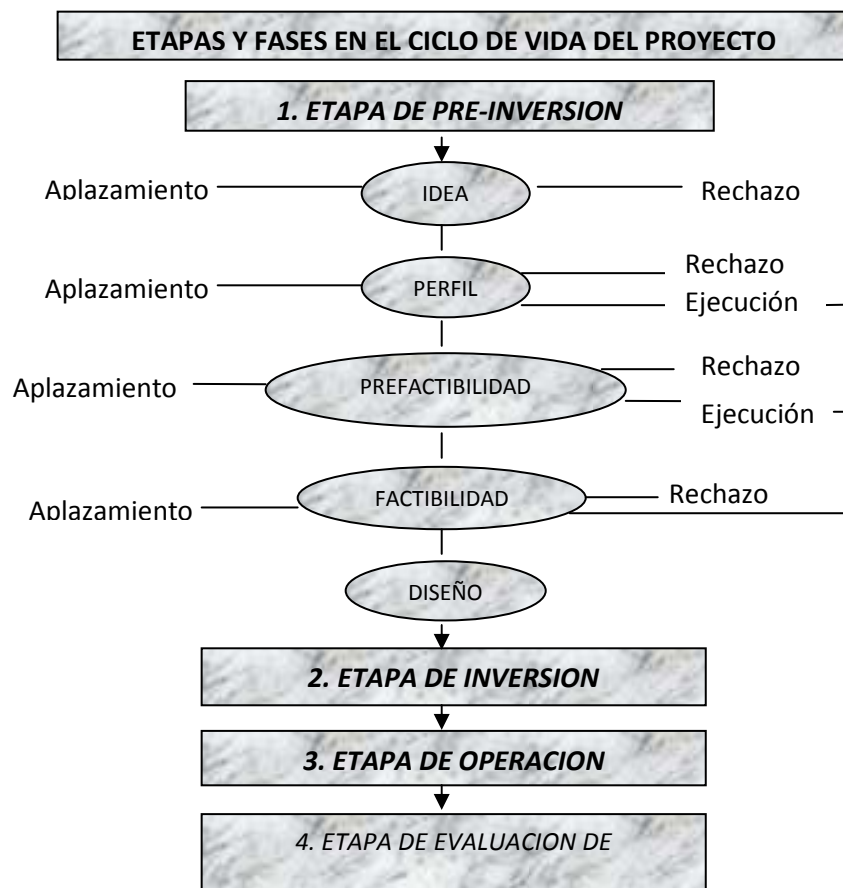 ETAPAS Y FASES EN EL CICLO DE VIDA DEL PROYECTO
1. ETAPA DE PRE-INVERSION
Aplazamiento
IDEA
Rechazo
Aplazamiento
PERFIL
Rechazo
Ejecución
Aplazamiento
PREFACTIBILIDAD
Rechazo
Ejecución
Aplazamiento
FACTIBILIDAD
Rechazo
DISEÑO
2. ETAPA DE INVERSION
3. ETAPA DE OPERACION
4. ETAPA DE EVALUACION DE